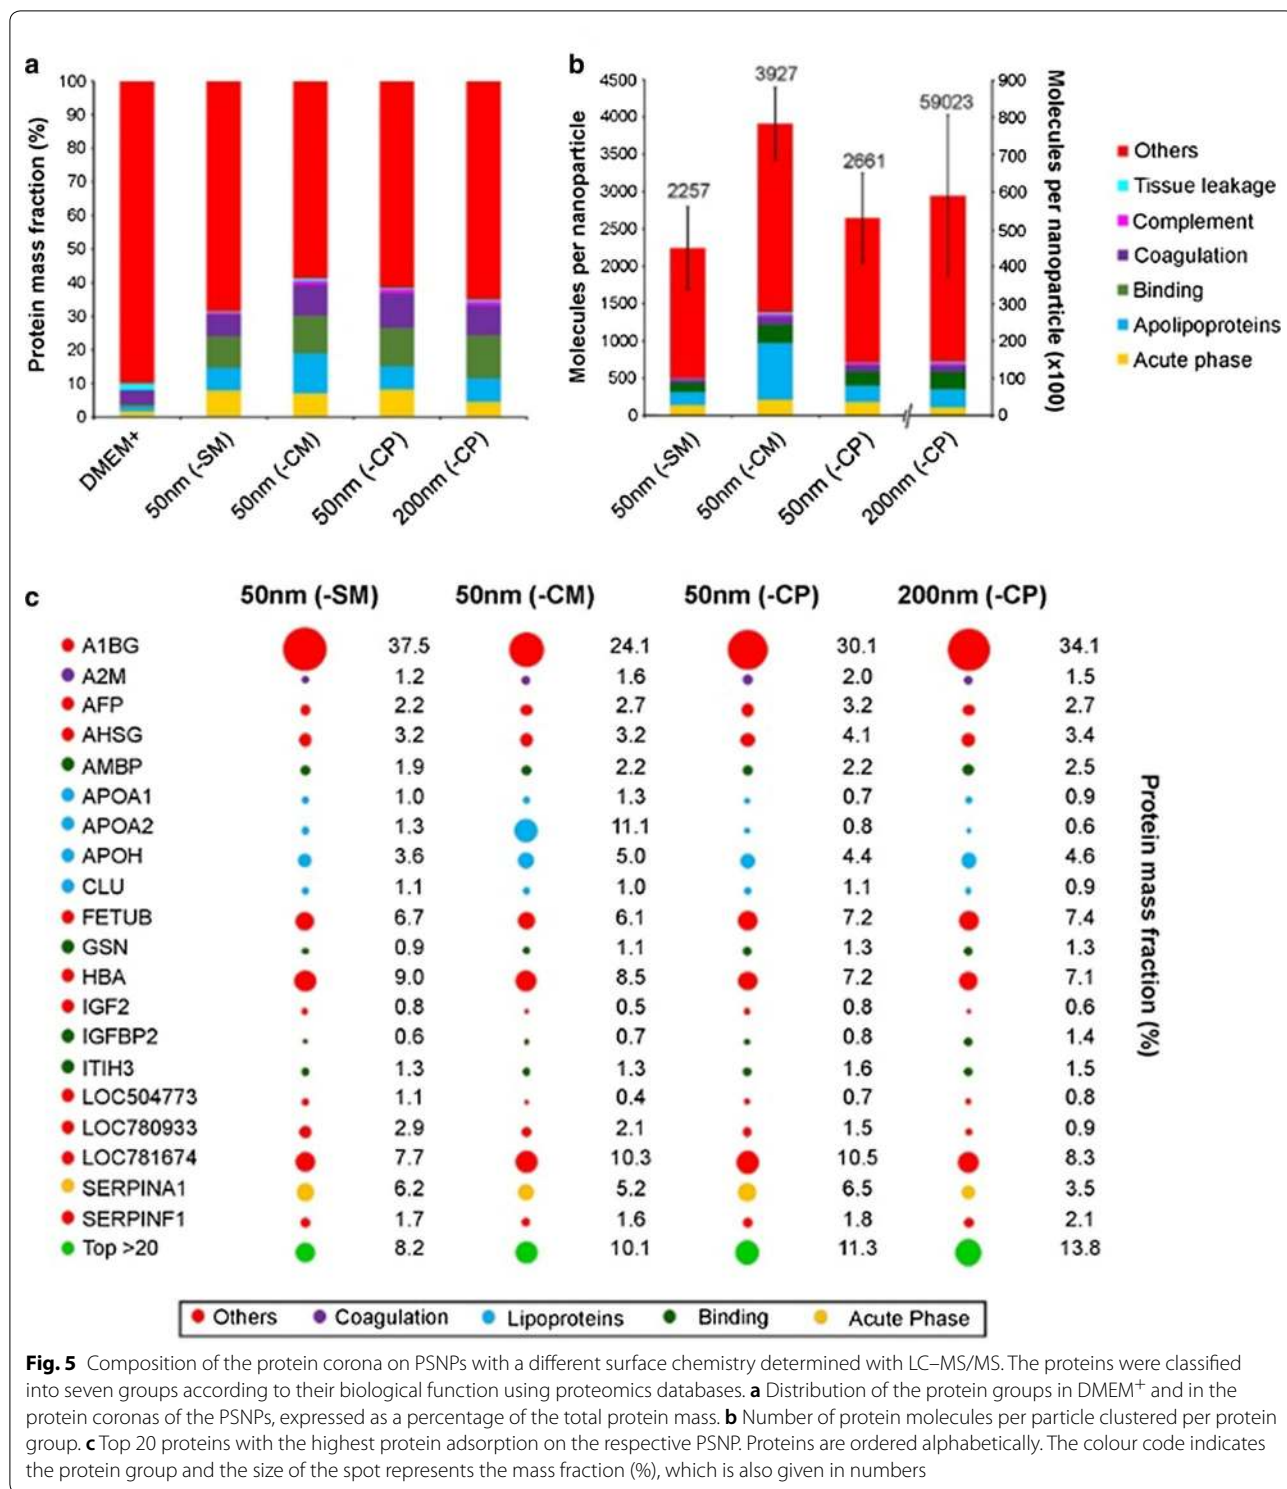 a
Protein mass fraction (%)
100
90
80
70
60
50
40
30
20
10
0
DMEM+
50nm (-SM)
50nm (-CM)
50nm (-CP)
200nm (-CP)
b
Molecules per nanoparticle
4500
4000
3500
3000
2500
2000
1500
1000
500
0
2257
3927
2661
59023
900
800
700
600
500
400
300
200
100
0
Molecules per nanoparticle (x100)
50nm (-SM)
50nm (-CM)
50nm (-CP)
200nm (-CP)
Others
Tissue leakage
Complement
Coagulation
Binding
Apolipoproteins
Acute phase
c
50nm (-SM) 50nm (-CM) 50nm (-CP) 200nm (-CP)
A1BG 37.5 24.1 30.1 34.1
A2M 1.2 1.6 2.0 1.5
AFP 2.2 2.7 3.2 2.7
AHSG 3.2 3.2 4.1 3.4
AMBP 1.9 2.2 2.2 2.5
APOA1 1.0 1.3 0.7 0.9
APOA2 1.3 11.1 0.8 0.6
APOH 3.6 5.0 4.4 4.6
CLU 1.1 1.0 1.1 0.9
FETUB 6.7 6.1 7.2 7.4
GSN 0.9 1.1 1.3 1.3
HBA 9.0 8.5 7.2 7.1
IGF2 0.8 0.5 0.8 0.6
IGFBP2 0.6 0.7 0.8 1.4
ITIH3 1.3 1.3 1.6 1.5
LOC504773 1.1 0.4 0.7 0.8
LOC780933 2.9 2.1 1.5 0.9
LOC781674 7.7 10.3 10.5 8.3
SERPINA1 6.2 5.2 6.5 3.5
SERPINF1 1.7 1.6 1.8 2.1
Top >20 8.2 10.1 11.3 13.8
Protein mass fraction (%)
Others Coagulation Lipoproteins Binding Acute Phase
Fig. 5 Composition of the protein corona on PSNPs with a different surface chemistry determined with LC–MS/MS. The proteins were classified
into seven groups according to their biological function using proteomics databases. a Distribution of the protein groups in DMEM+ and in the
protein coronas of the PSNPs, expressed as a percentage of the total protein mass. b Number of protein molecules per particle clustered per protein
group. c Top 20 proteins with the highest protein adsorption on the respective PSNP. Proteins are ordered alphabetically. The colour code indicates
the protein group and the size of the spot represents the mass fraction (%), which is also given in numbers